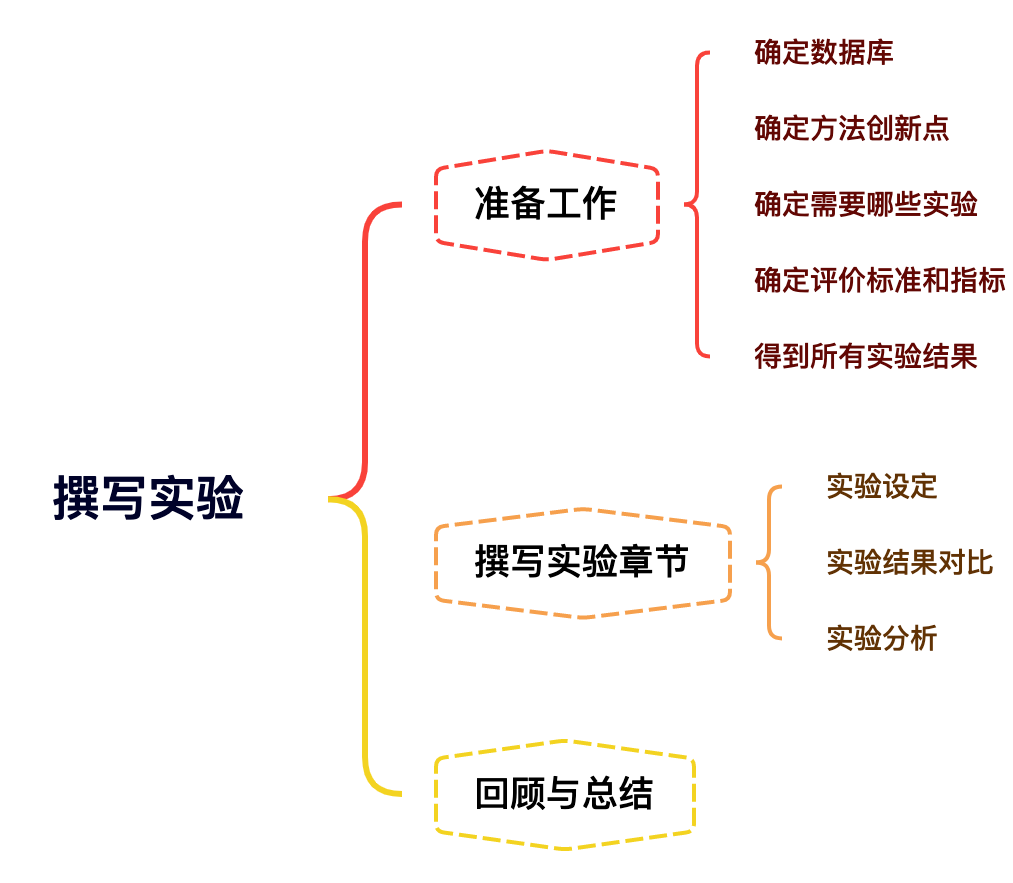 撰写实验
准备工作
确定数据库
确定方法创新点
确定需要哪些实验
确定评价标准和指标
得到所有实验结果
撰写实验章节
实验设定
实验结果对比
实验分析
回顾与总结